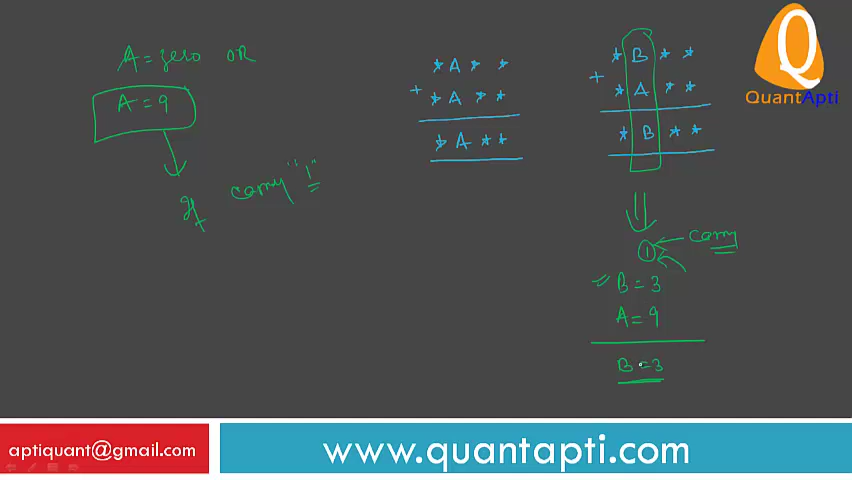 A = zero OR
A = 9
If carry "1"
* A * *
+ * A * *
* A * *
* B * *
+ * A * *
* B * *
1 ← carry
B = 3
A = 9
B = 3
Q
QuantApti
aptiquant@gmail.com
www.quantapti.com